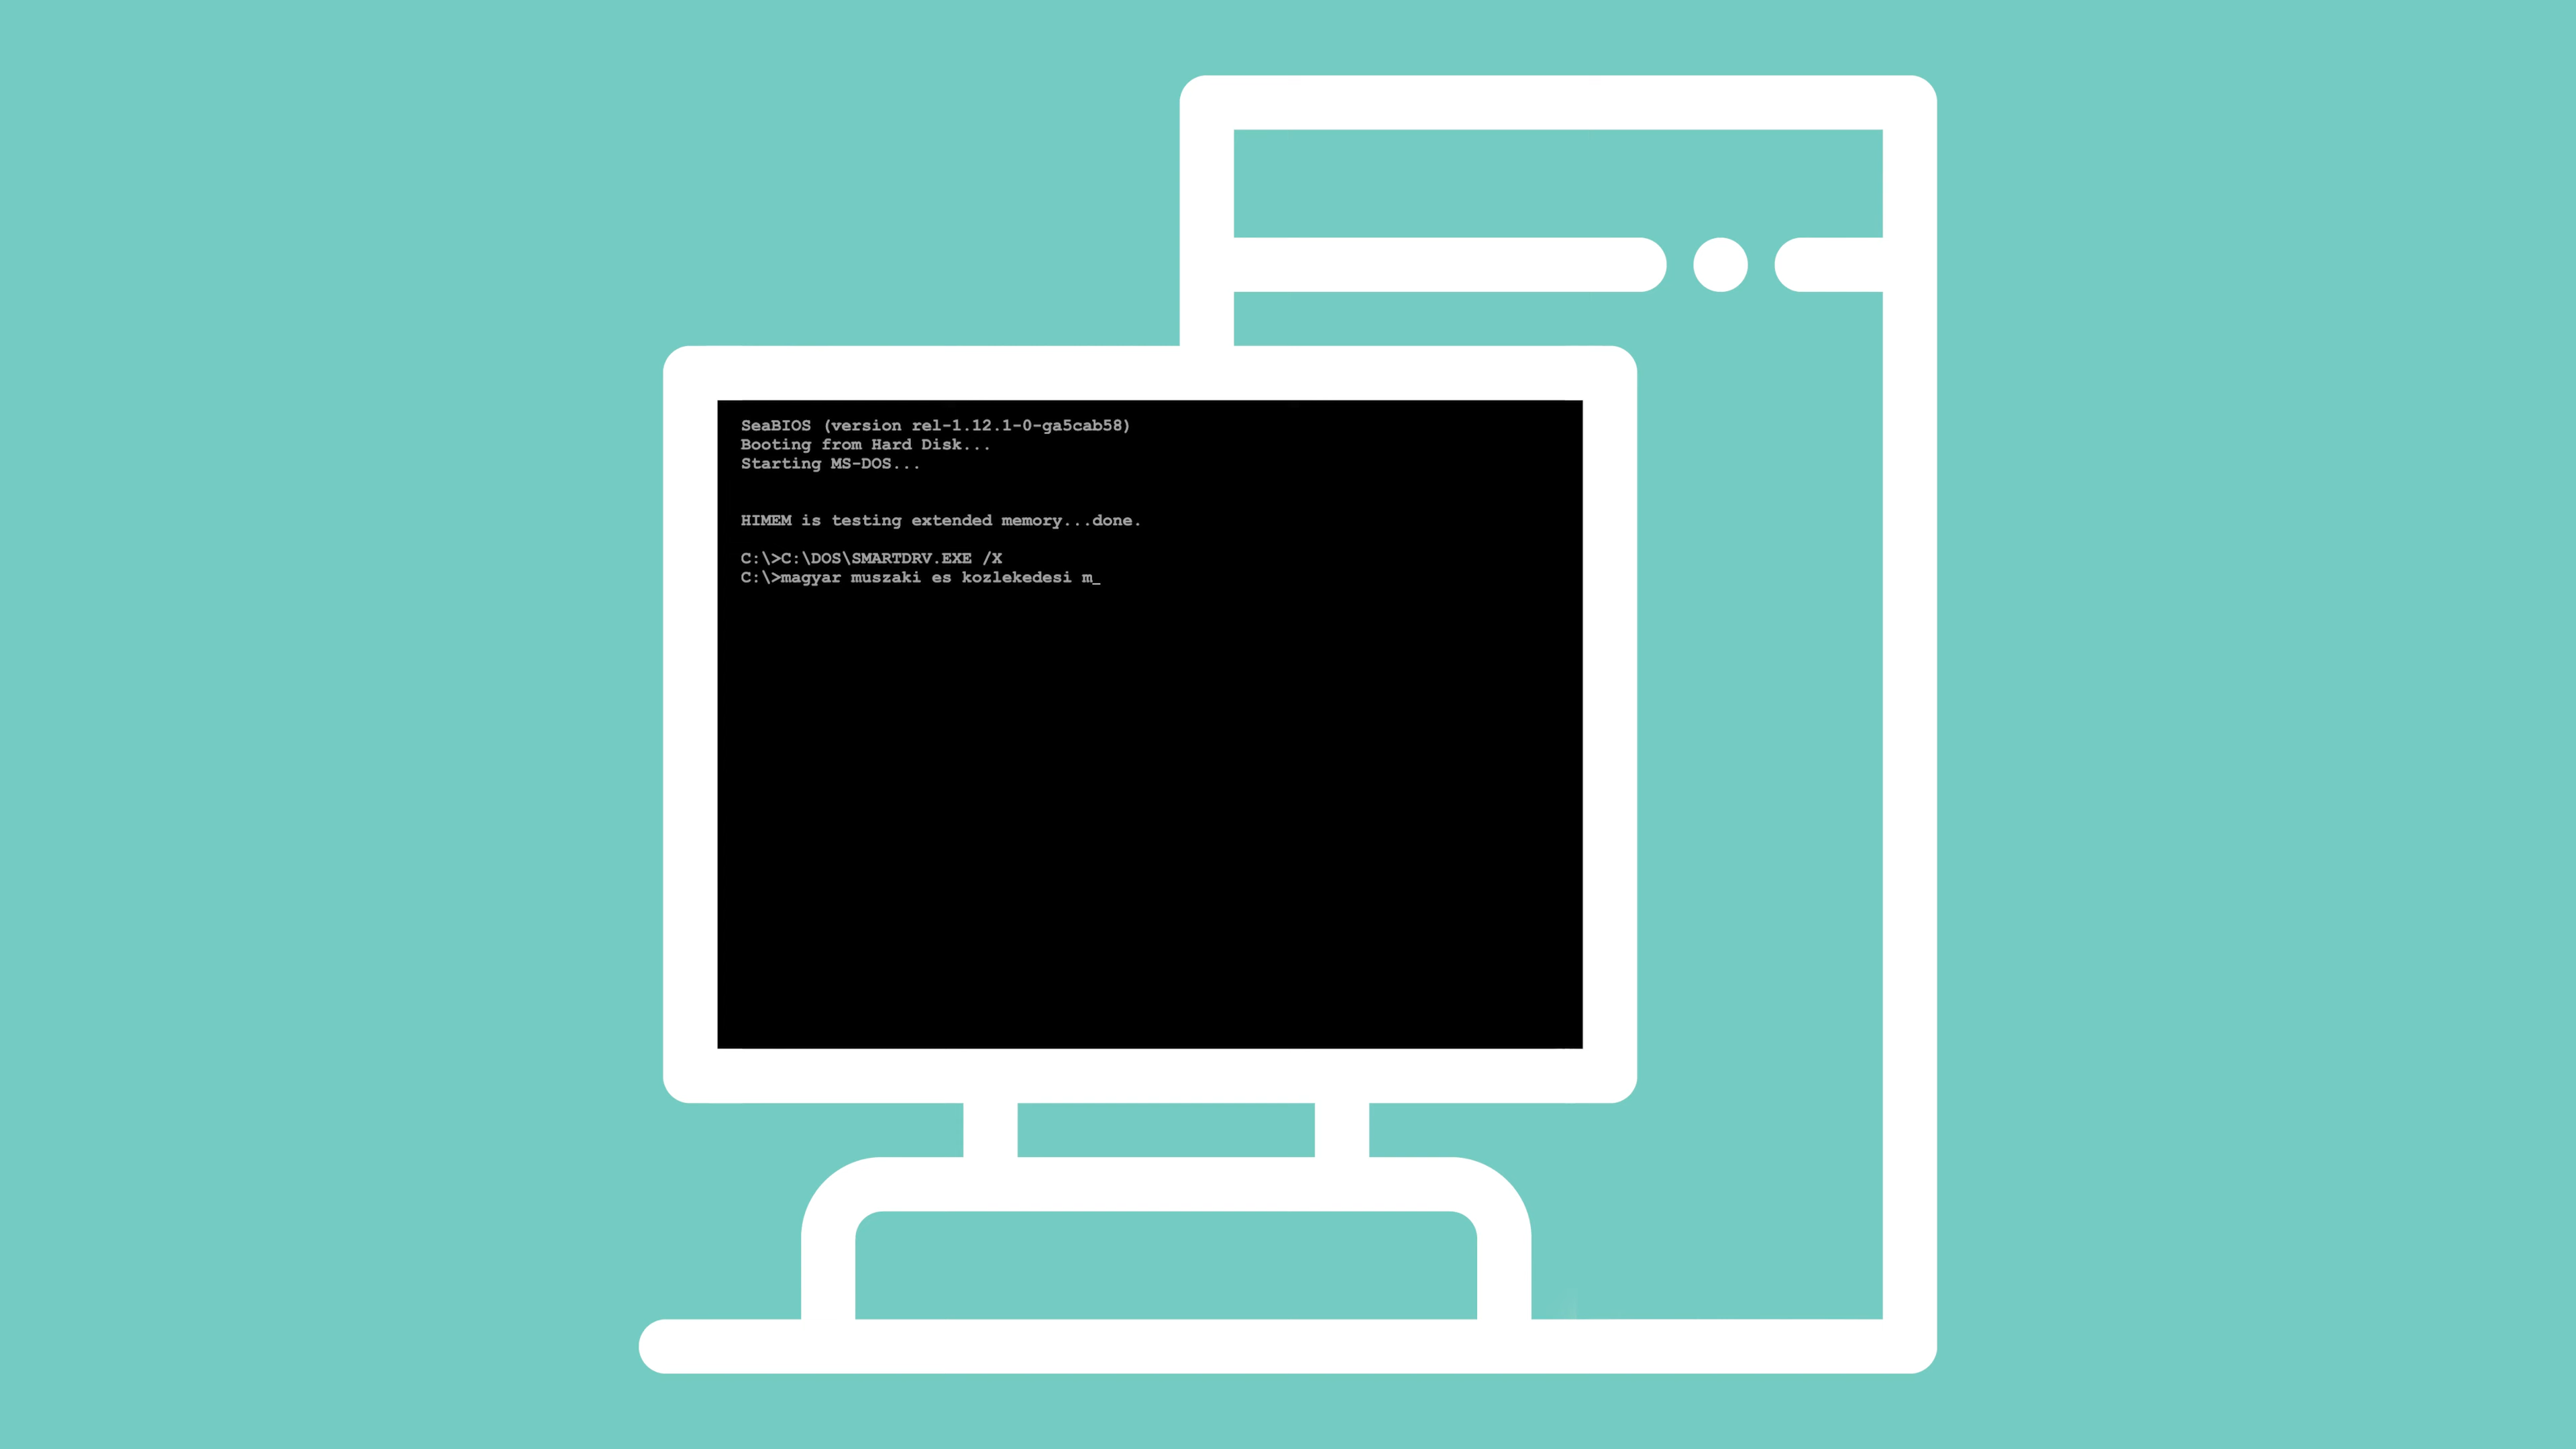 SeaBIOS (version rel-1.12.1-0-ga5cab58)
Booting from Hard Disk...
Starting MS-DOS...
HIMEM is testing extended memory...done.
C:\>C:\DOS\SMARTDRV.EXE /X
C:\>magyar muszaki es kozlekedesi m_